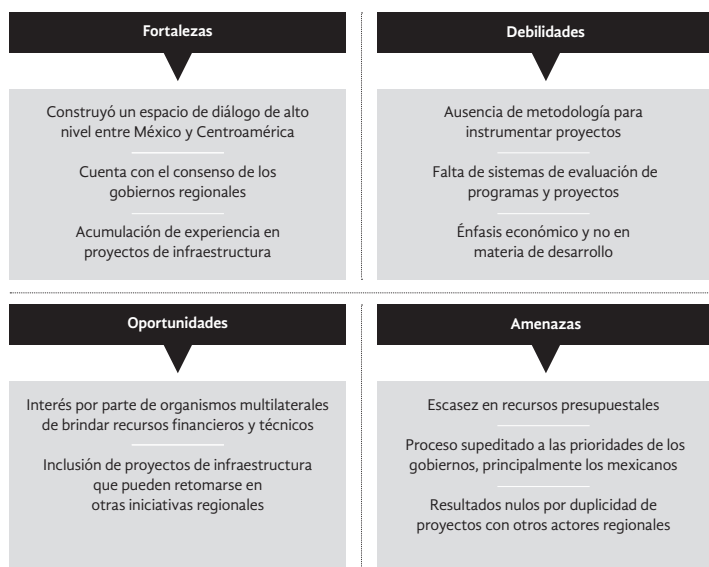 Fortalezas
Construyó un espacio de diálogo de alto
nivel entre México y Centroamérica
Cuenta con el consenso de los
gobiernos regionales
Acumulación de experiencia en
proyectos de infraestructura
Debilidades
Ausencia de metodología para
instrumentar proyectos
Falta de sistemas de evaluación de
programas y proyectos
Énfasis económico y no en
materia de desarrollo
Oportunidades
Interés por parte de organismos multilaterales
de brindar recursos financieros y técnicos
Inclusión de proyectos de infraestructura
que pueden retomarse en
otras iniciativas regionales
Amenazas
Escasez en recursos presupuestales
Proceso supeditado a las prioridades de los
gobiernos, principalmente los mexicanos
Resultados nulos por duplicidad de
proyectos con otros actores regionales